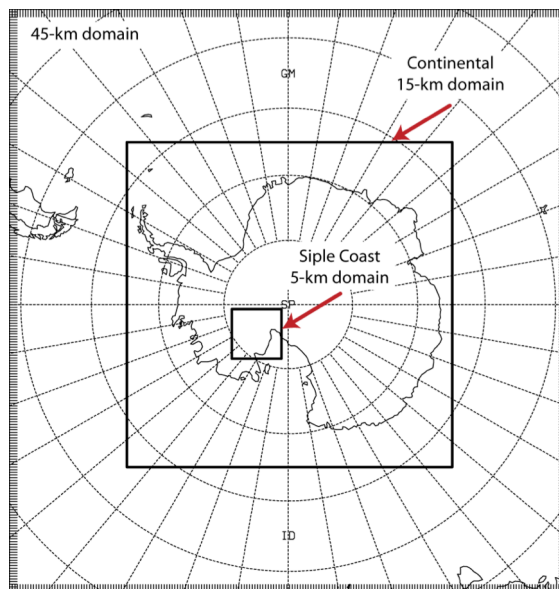 45-km domain
Continental
15-km domain
GM
Siple Coast
5-km domain
SP
ID